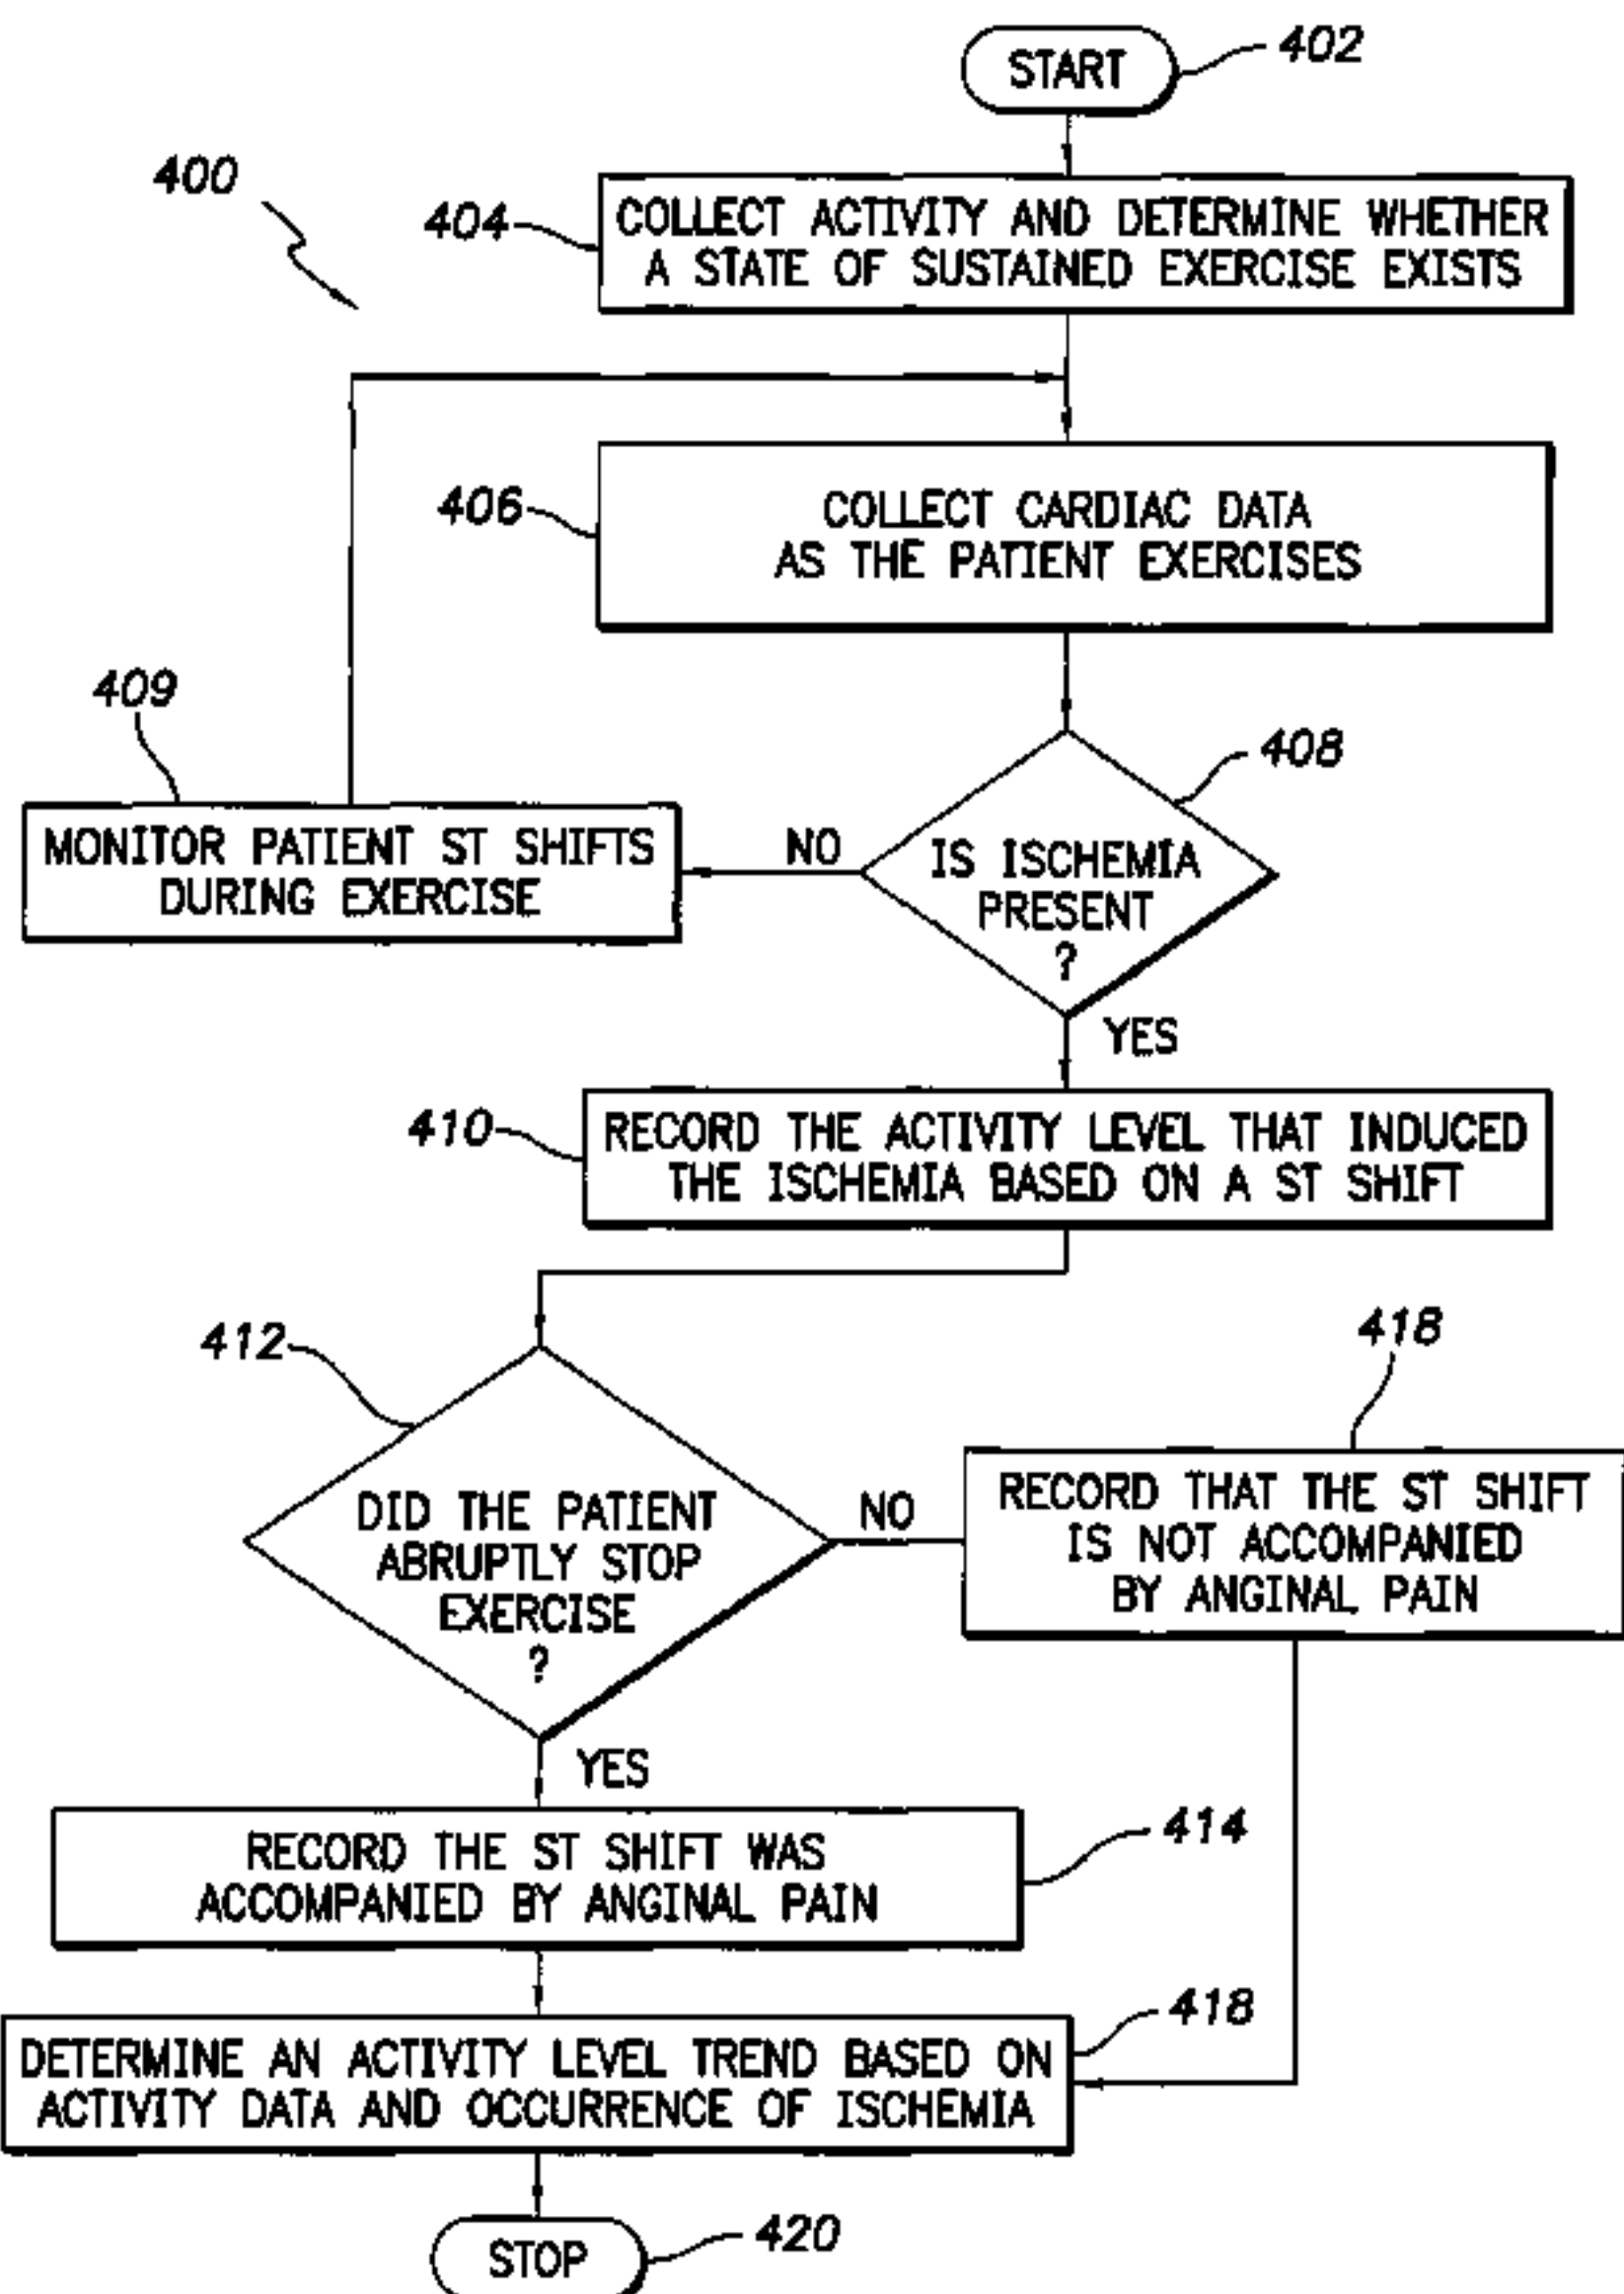 START
402
400
404
COLLECT ACTIVITY AND DETERMINE WHETHER
A STATE OF SUSTAINED EXERCISE EXISTS
406
COLLECT CARDIAC DATA
AS THE PATIENT EXERCISES
409
408
MONITOR PATIENT ST SHIFTS
DURING EXERCISE
NO
IS ISCHEMIA
PRESENT
?
YES
410
RECORD THE ACTIVITY LEVEL THAT INDUCED
THE ISCHEMIA BASED ON A ST SHIFT
412
418
DID THE PATIENT
ABRUPTLY STOP
EXERCISE
?
NO
RECORD THAT THE ST SHIFT
IS NOT ACCOMPANIED
BY ANGINAL PAIN
YES
RECORD THE ST SHIFT WAS
ACCOMPANIED BY ANGINAL PAIN
414
DETERMINE AN ACTIVITY LEVEL TREND BASED ON
ACTIVITY DATA AND OCCURRENCE OF ISCHEMIA
418
STOP
420